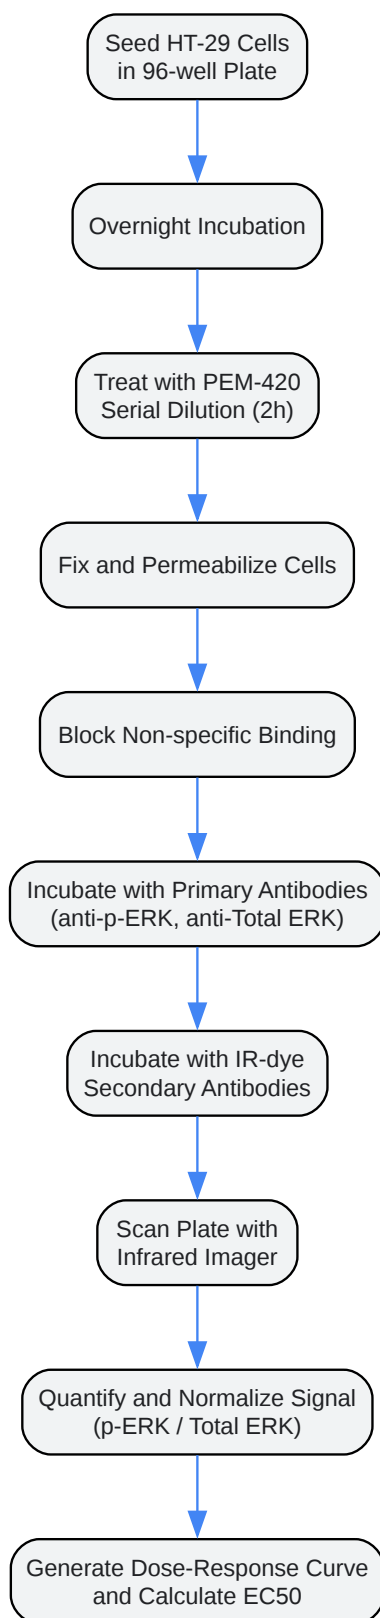 Seed HT-29 Cells
in 96-well Plate
Overnight Incubation
Treat with PEM-420
Serial Dilution (2h)
Fix and Permeabilize Cells
Block Non-specific Binding
Incubate with Primary Antibodies
(anti-p-ERK, anti-Total ERK)
Incubate with IR-dye
Secondary Antibodies
Scan Plate with
Infrared Imager
Quantify and Normalize Signal
(p-ERK / Total ERK)
Generate Dose-Response Curve
and Calculate EC50